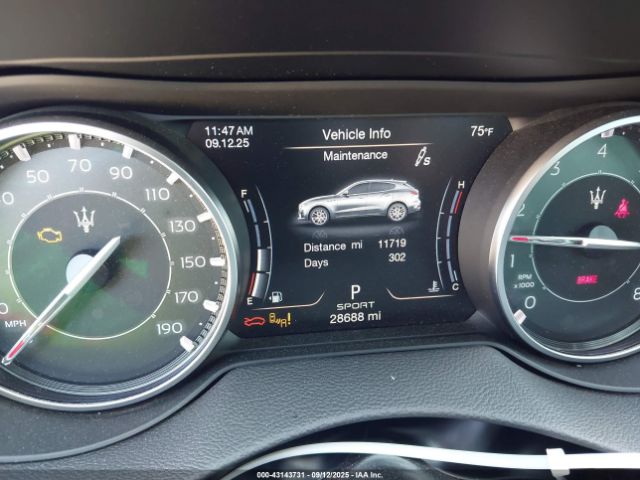 11:47 AM
09.12.25
Vehicle Info
75°F
Maintenance
S
F
H
Distance mi 11719
Days 302
E
C
P
SPORT
28688 mi
50 70 90 110 130 150 170 190
MPH
0 1 2 4 8
RPM
x1000
BRAKE
000-43143731 - 09/12/2025 - IAA Inc.